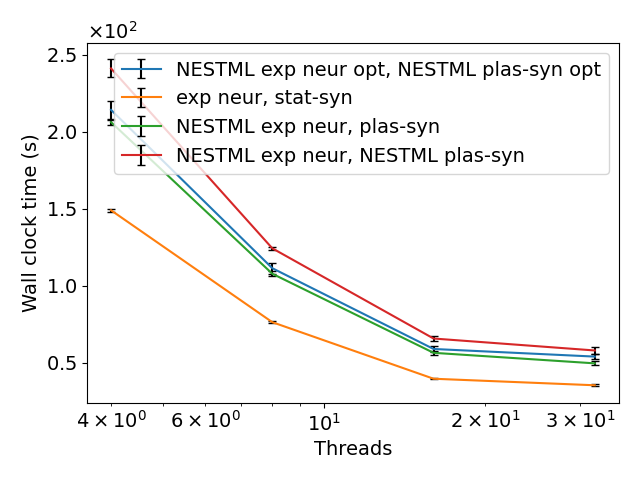 ×10²
2.5
2.0
1.5
1.0
0.5
Wall clock time (s)
NESTML exp neur opt, NESTML plas-syn opt
exp neur, stat-syn
NESTML exp neur, plas-syn
NESTML exp neur, NESTML plas-syn
4 × 10⁰ 6 × 10⁰ 10¹ 2 × 10¹ 3 × 10¹
Threads